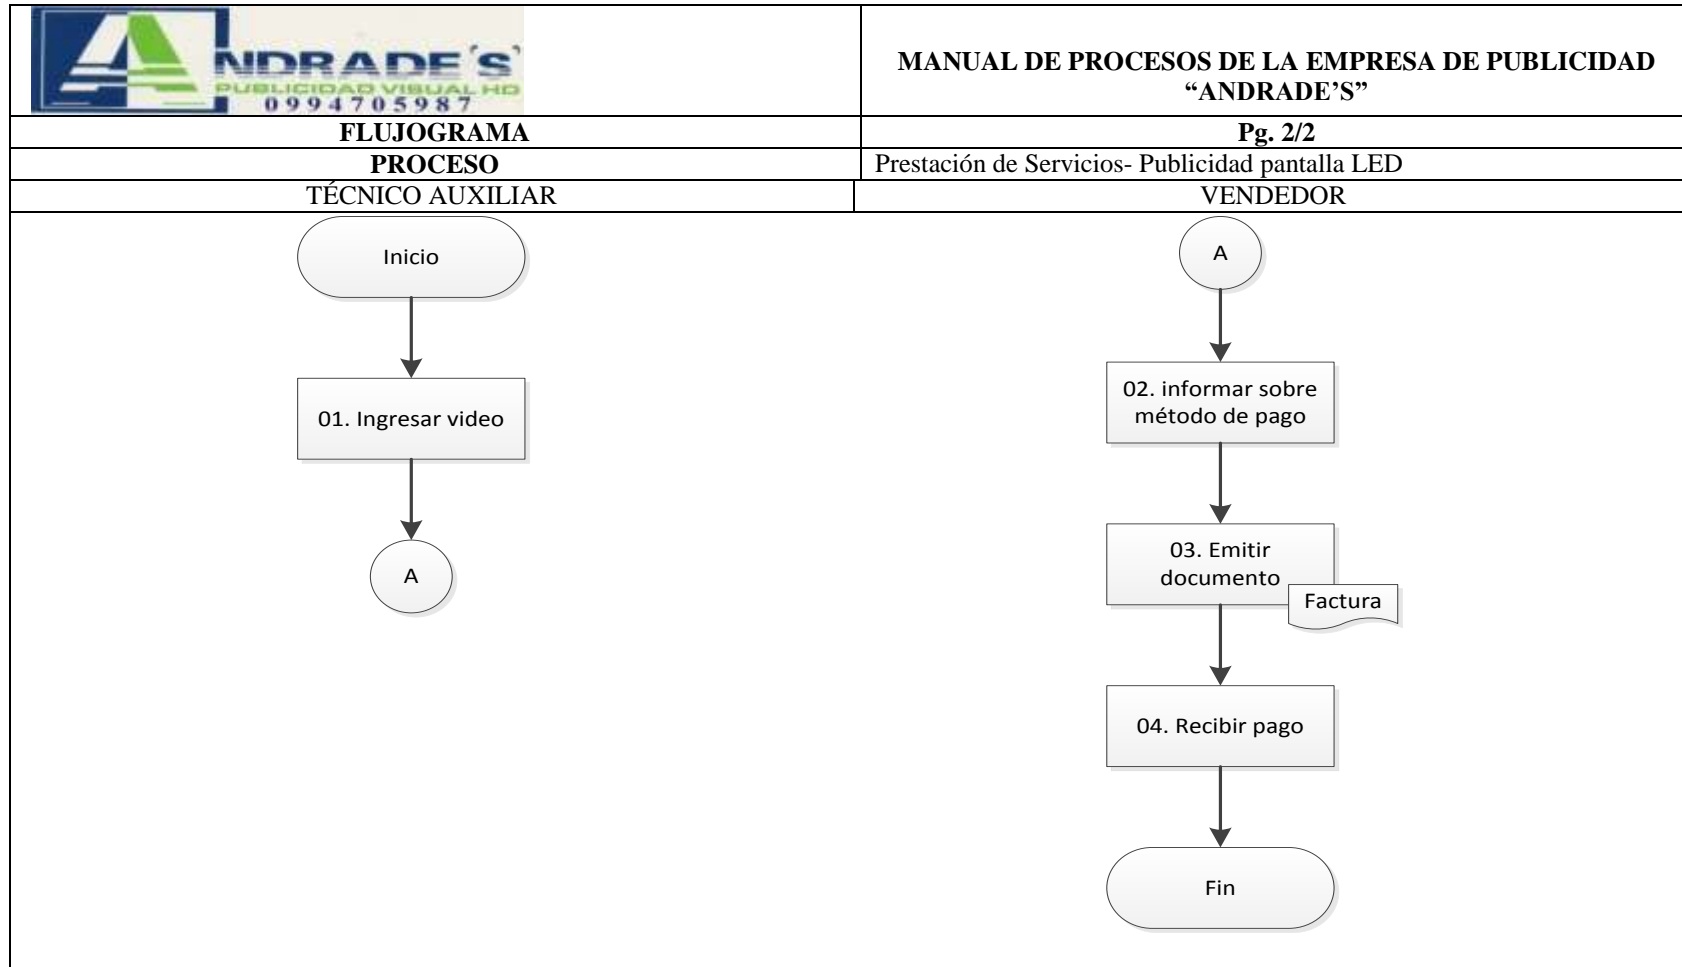 ANDRADE´S
PUBLICIDAD VISUAL HD
0994705987
MANUAL DE PROCESOS DE LA EMPRESA DE PUBLICIDAD
“ANDRADE’S”
FLUJOGRAMA
Pg. 2/2
PROCESO
Prestación de Servicios- Publicidad pantalla LED
TÉCNICO AUXILIAR
VENDEDOR
Inicio
01. Ingresar video
A
A
02. informar sobre
método de pago
03. Emitir
documento
Factura
04. Recibir pago
Fin